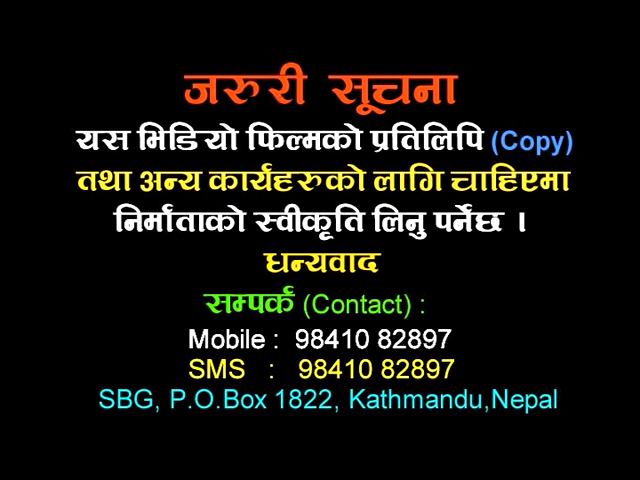 जरुरी सूचना
यस भिडियो फिल्मको प्रतिलिपि (Copy)
तथा अन्य कार्यहरुको लागि चाहिएमा
निर्माताको स्वीकृति लिनु पर्नेछ ।
धन्यवाद
सम्पर्क (Contact) :
Mobile : 98410 82897
SMS : 98410 82897
SBG, P.O.Box 1822, Kathmandu,Nepal